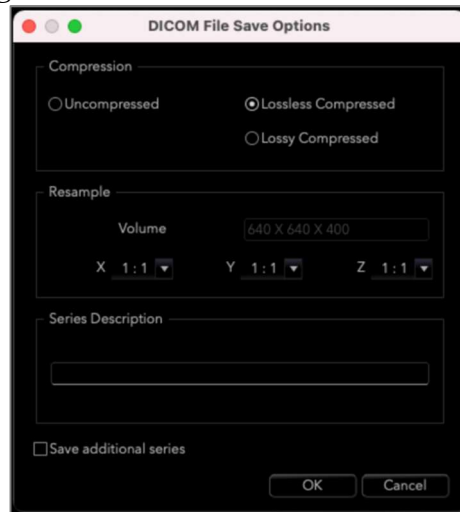 DICOM File Save Options
Compression
Uncompressed
Lossless Compressed
Lossy Compressed
Resample
Volume 640 X 640 X 400
X 1 : 1 Y 1 : 1 Z 1 : 1
Series Description
Save additional series
OK Cancel